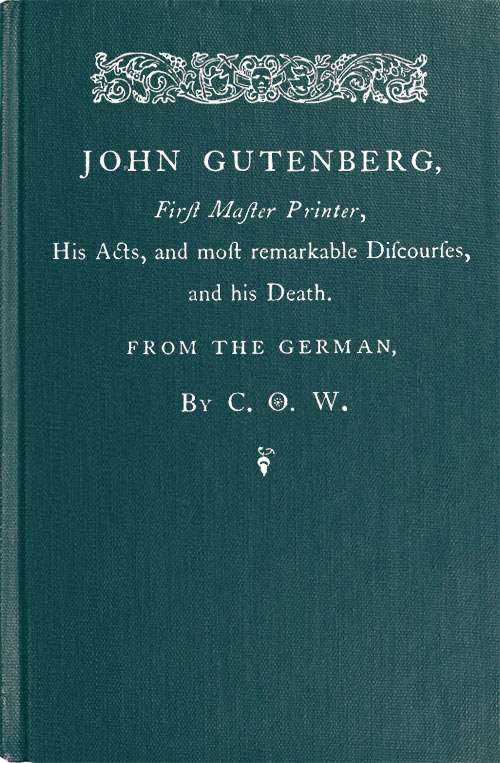 JOHN GUTENBERG,
Firſt Maſter Printer,
His Acts, and moſt remarkable Diſcourſes,
and his Death.
FROM THE GERMAN,
By C. O. W.